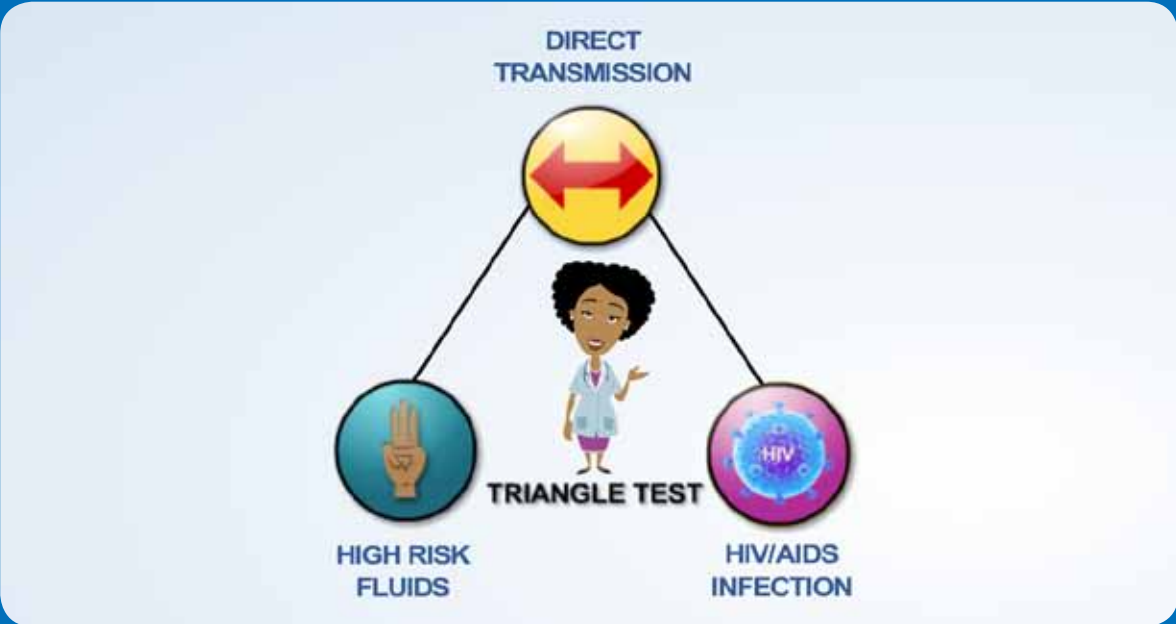 DIRECT
TRANSMISSION
HIV
TRIANGLE TEST
HIGH RISK
FLUIDS
HIV/AIDS
INFECTION